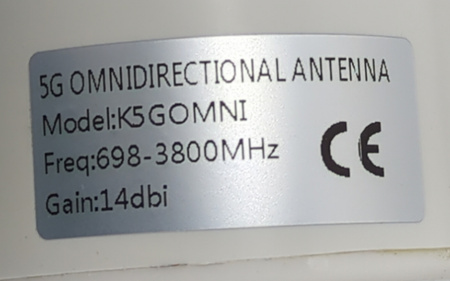 5G OMNIDIRECTIONAL ANTENNA
Model:K5GOMNI
Freq:698-3800MHz
Gain:14dbi
CE